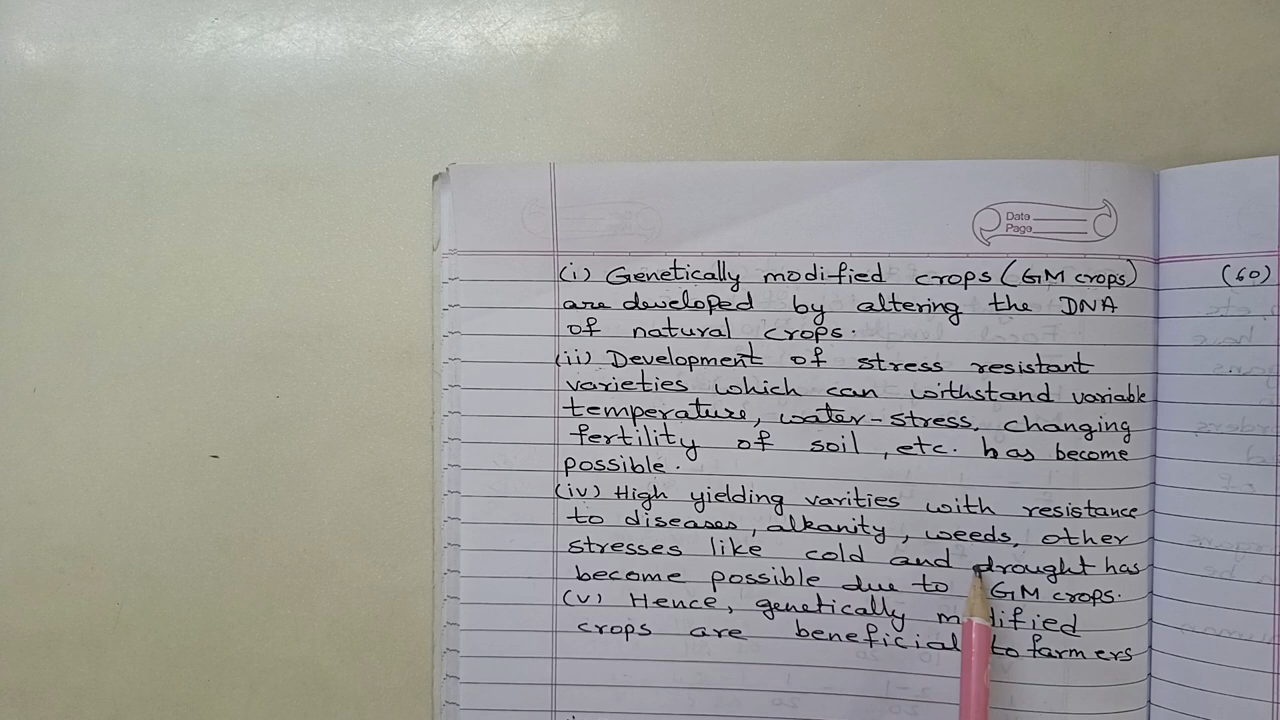 Date
Page
(i) Genetically modified crops (GM crops)
are developed by altering the DNA
of natural crops.
(ii) Development of stress resistant
varieties which can withstand variable
temperature, water-stress, changing
fertility of soil, etc. has become
possible.
(iv) High yielding varities with resistance
to diseases, alkanity, weeds, other
stresses like cold and drought has
become possible due to GM crops.
(v) Hence, genetically modified
crops are beneficial to farmers
(60)